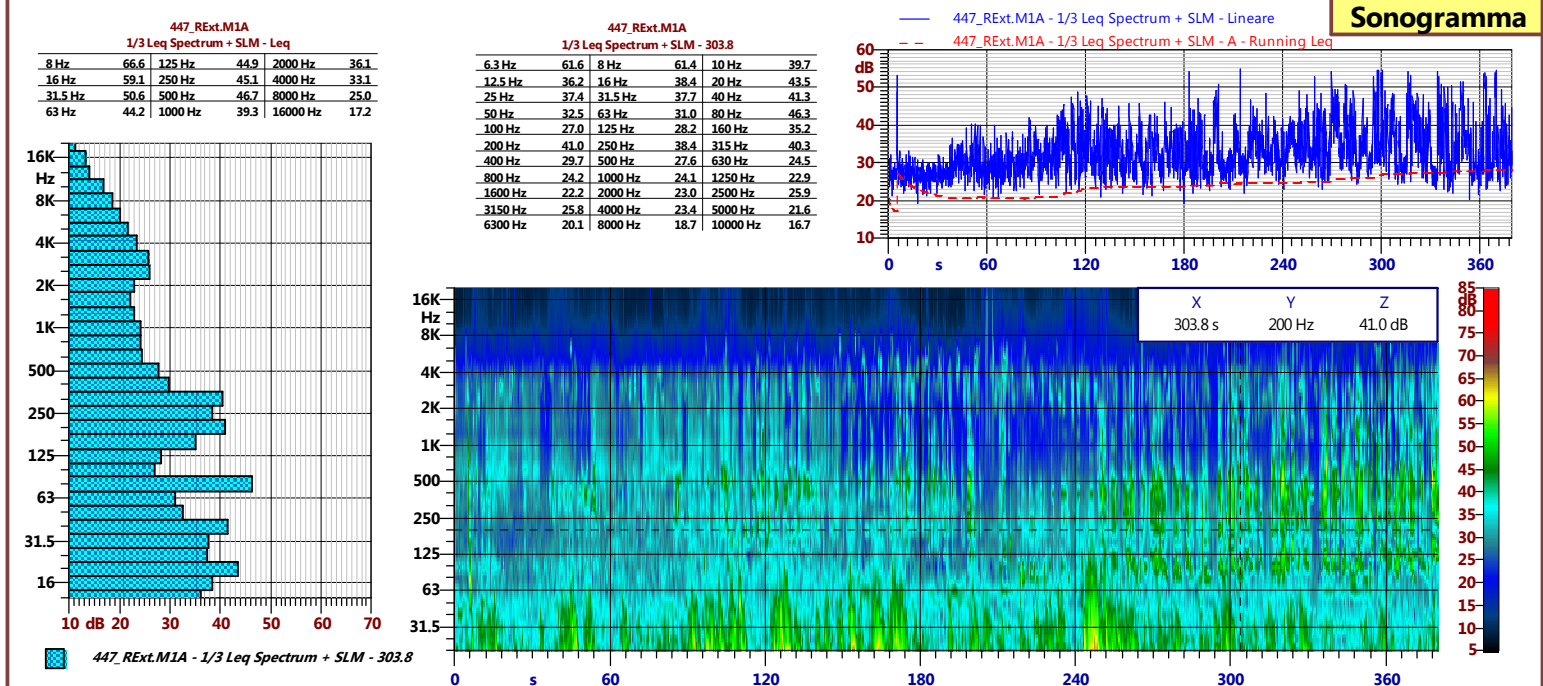 Sonogramma
447_RExt.M1A
1/3 Leq Spectrum + SLM - Leq
8 Hz 66.6 125 Hz 44.9 2000 Hz 36.1
16 Hz 59.1 250 Hz 45.1 4000 Hz 33.1
31.5 Hz 50.6 500 Hz 46.7 8000 Hz 25.0
63 Hz 44.2 1000 Hz 39.3 16000 Hz 17.2
447_RExt.M1A
1/3 Leq Spectrum + SLM - 303.8
6.3 Hz 61.6 8 Hz 61.4 10 Hz 39.7
12.5 Hz 36.2 16 Hz 38.4 20 Hz 43.5
25 Hz 37.4 31.5 Hz 37.7 40 Hz 41.3
50 Hz 32.5 63 Hz 31.0 80 Hz 46.3
100 Hz 27.0 125 Hz 28.2 160 Hz 35.2
200 Hz 41.0 250 Hz 38.4 315 Hz 40.3
400 Hz 29.7 500 Hz 27.6 630 Hz 24.5
800 Hz 24.2 1000 Hz 24.1 1250 Hz 22.9
1600 Hz 22.2 2000 Hz 23.0 2500 Hz 25.9
3150 Hz 25.8 4000 Hz 23.4 5000 Hz 21.6
6300 Hz 20.1 8000 Hz 18.7 10000 Hz 16.7
447_RExt.M1A - 1/3 Leq Spectrum + SLM - Lineare
447_RExt.M1A - 1/3 Leq Spectrum + SLM - A - Running Leq
60
dB
50
40
30
20
10
0 s 60 120 180 240 300 360
16K
Hz
8K
4K
2K
1K
500
250
125
63
31.5
16
10 dB 20 30 40 50 60 70
447_RExt.M1A - 1/3 Leq Spectrum + SLM - 303.8
16K
Hz
8K
4K
2K
1K
500
250
125
63
31.5
0 s 60 120 180 240 300 360
X Y Z
303.8 s 200 Hz 41.0 dB
85
dB
80
75
70
65
60
55
50
45
40
35
30
25
20
15
10
5